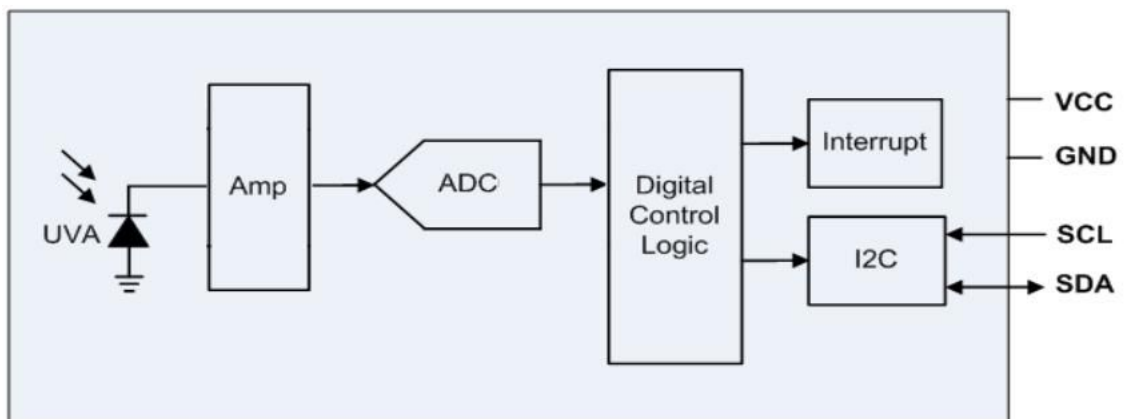 UVA
Amp
ADC
Digital
Control
Logic
Interrupt
I2C
VCC
GND
SCL
SDA